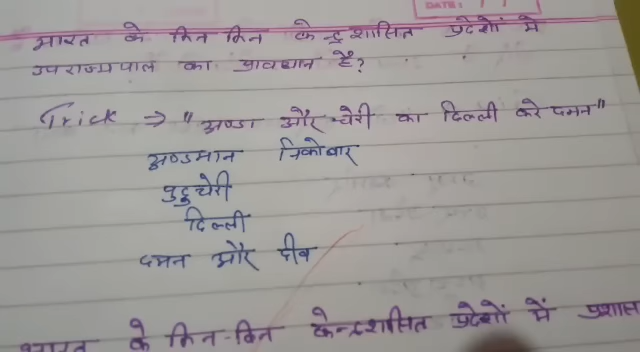 DATE: / /
भारत के किन किन केन्द्रशासित प्रदेशों में
उपराज्यपाल का प्रावधान है?
Trick → "अण्डा और चेरी का दिल्ली करे दमन"
अण्डमान निकोबार
पुदुचेरी
दिल्ली
दमन और दीव
भारत के किन-किन केन्द्रशासित प्रदेशों में प्रशास